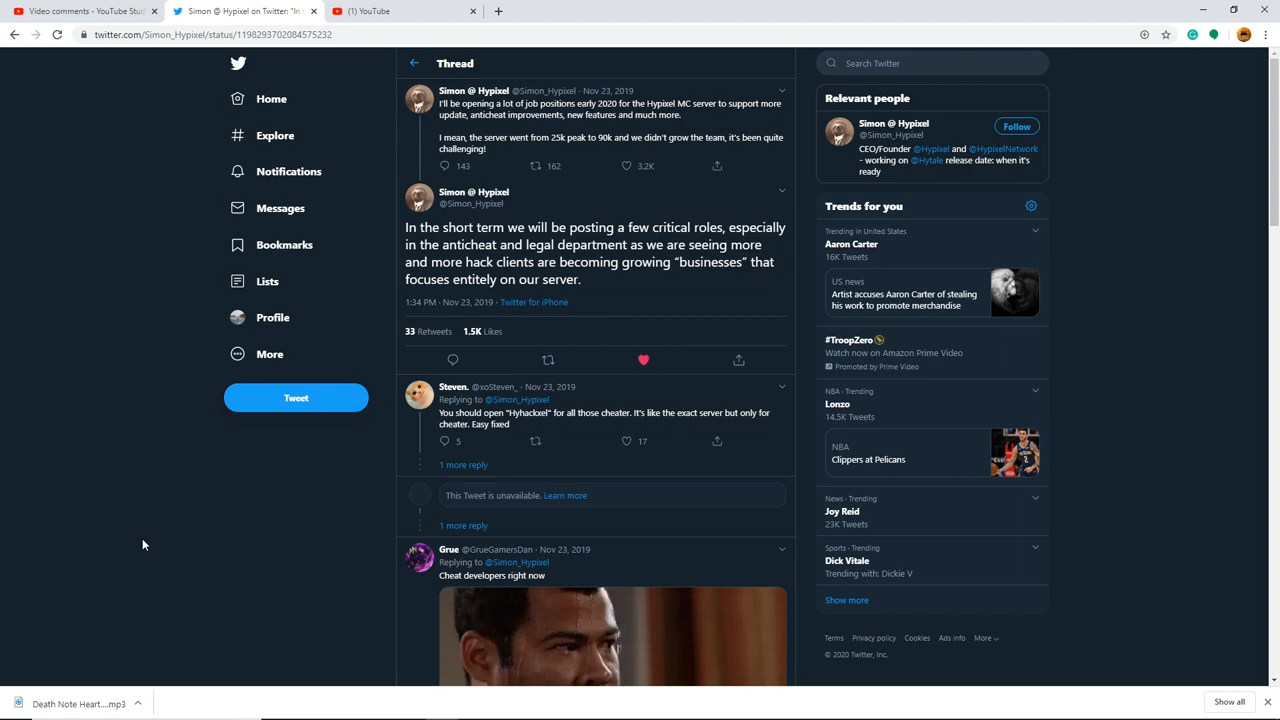 Video comments - YouTube Stud
Simon @ Hypixel on Twitter: "In t
(1) YouTube
twitter.com/Simon_Hypixel/status/1198293702084575232
Home
Explore
Notifications
Messages
Bookmarks
Lists
Profile
More
Tweet
Thread
Simon @ Hypixel @Simon_Hypixel · Nov 23, 2019
I'll be opening a lot of job positions early 2020 for the Hypixel MC server to support more
update, anticheat improvements, new features and much more.
I mean, the server went from 25k peak to 90k and we didn't grow the team, it's been quite
challenging!
143 162 3.2K
Simon @ Hypixel
@Simon_Hypixel
In the short term we will be posting a few critical roles, especially
in the anticheat and legal department as we are seeing more
and more hack clients are becoming growing “businesses” that
focuses entitely on our server.
1:34 PM · Nov 23, 2019 · Twitter for iPhone
33 Retweets 1.5K Likes
Steven. @xoSteven_ · Nov 23, 2019
Replying to @Simon_Hypixel
You should open "Hyhackxel" for all those cheater. It's like the exact server but only for
cheater. Easy fixed
5 17
1 more reply
This Tweet is unavailable. Learn more
1 more reply
Grue @GrueGamersDan · Nov 23, 2019
Replying to @Simon_Hypixel
Cheat developers right now
Search Twitter
Relevant people
Simon @ Hypixel
@Simon_Hypixel
Follow
CEO/Founder @Hypixel and @HypixelNetwork
- working on @Hytale release date: when it's
ready
Trends for you
Trending in United States
Aaron Carter
16K Tweets
US news
Artist accuses Aaron Carter of stealing
his work to promote merchandise
#TroopZero
Watch now on Amazon Prime Video
Promoted by Prime Video
NBA · Trending
Lonzo
14.5K Tweets
NBA
Clippers at Pelicans
News · Trending
Joy Reid
23K Tweets
Sports · Trending
Dick Vitale
Trending with: Dickie V
Show more
Terms Privacy policy Cookies Ads info More
© 2020 Twitter, Inc.
Death Note Heart....mp3
Show all